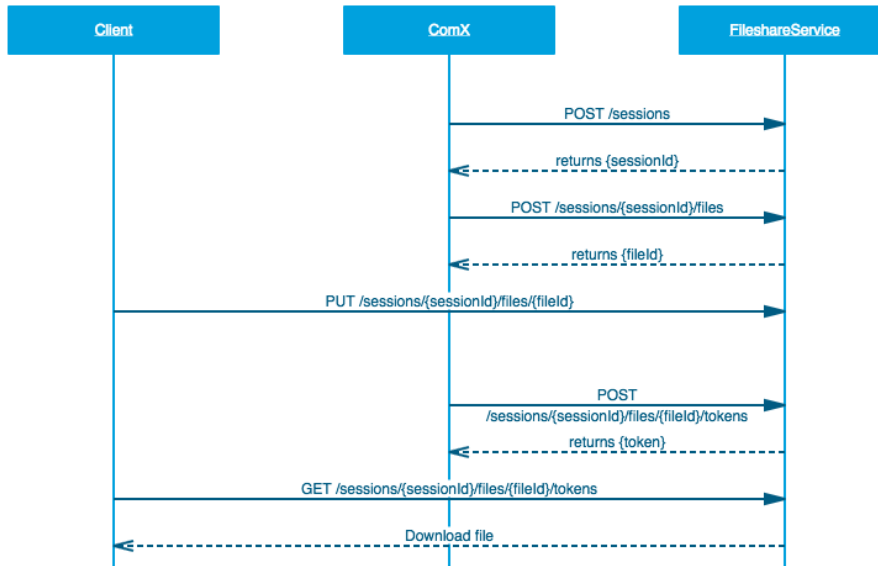 Client
ComX
FileshareService
POST /sessions
returns {sessionId}
POST /sessions/{sessionId}/files
returns {fileId}
PUT /sessions/{sessionId}/files/{fileId}
POST
/sessions/{sessionId}/files/{fileId}/tokens
returns {token}
GET /sessions/{sessionId}/files/{fileId}/tokens
Download file